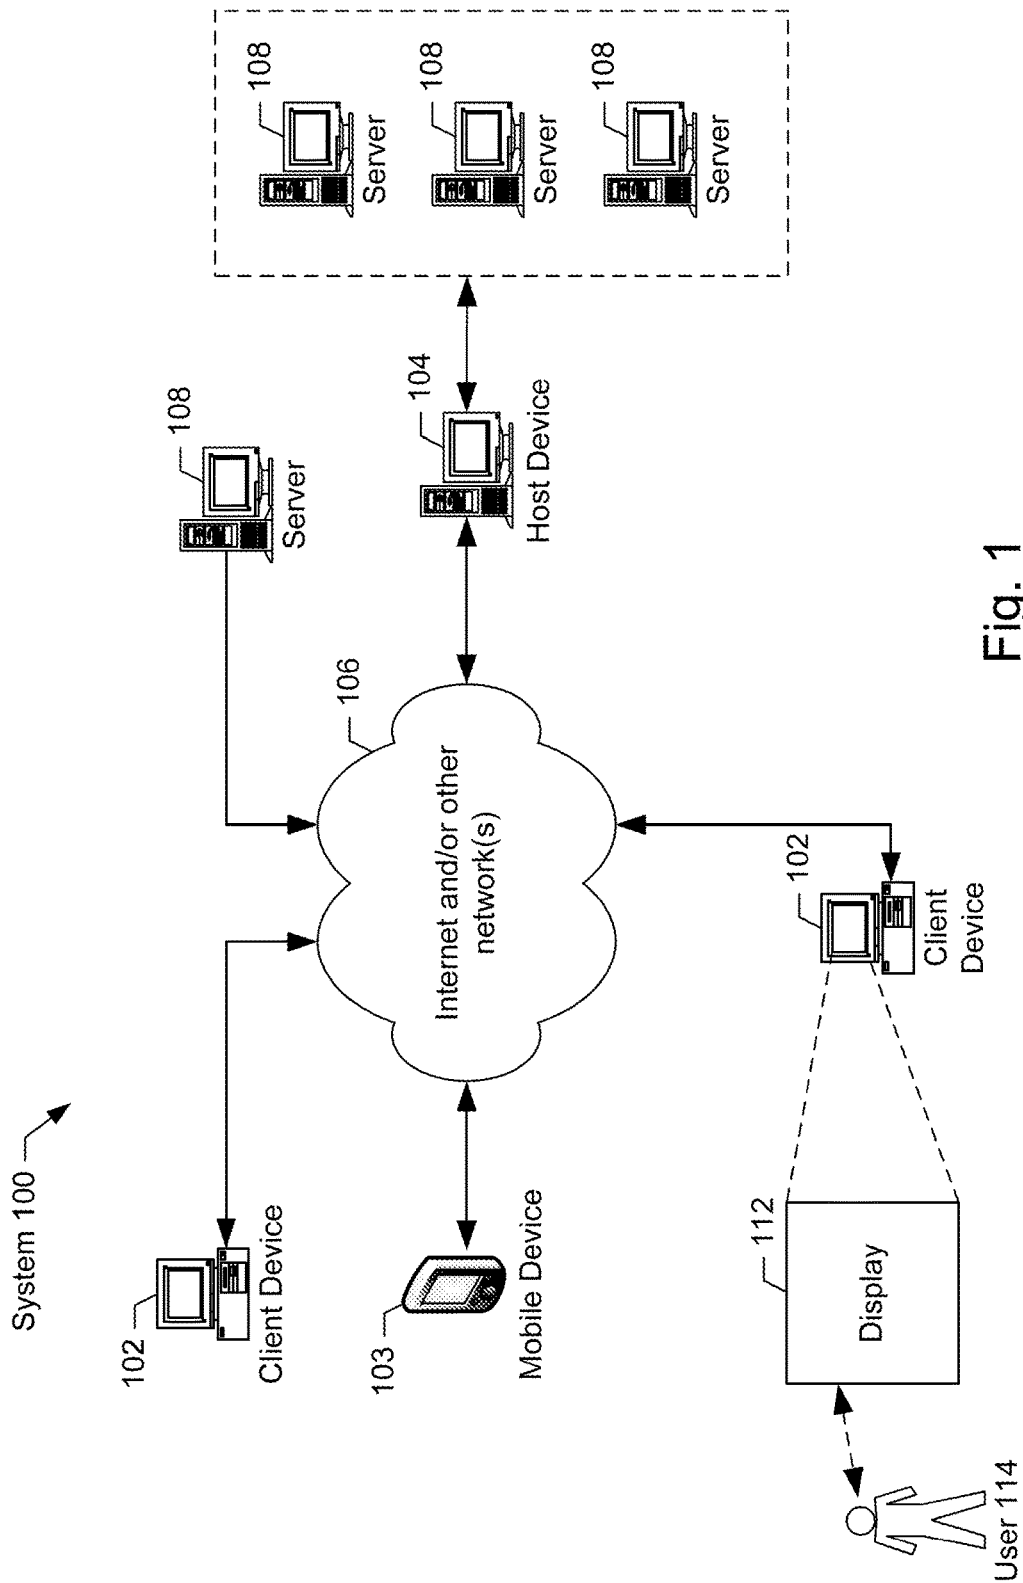 System 100
102
Client Device
103
Mobile Device
106
Internet and/or other
network(s)
108
Server
104
Host Device
108
Server
108
Server
108
Server
User 114
112
Display
102
Client
Device
Fig. 1